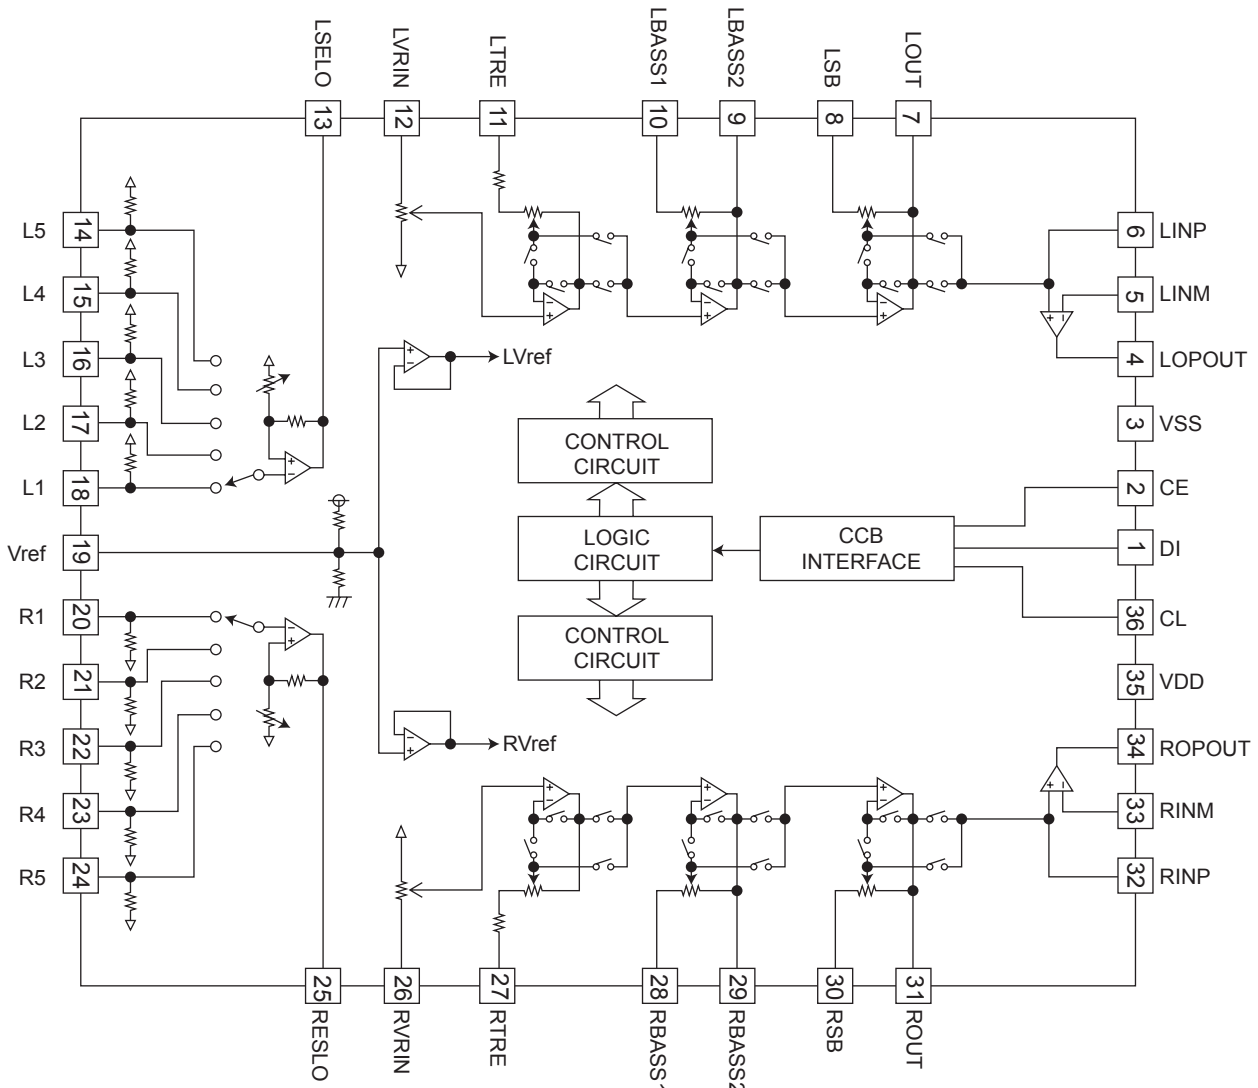 LSELO
LVRIN
LTRE
LBASS1
LBASS2
LSB
LOUT
13
12
11
10
9
8
7
L5
14
6
LINP
L4
15
5
LINM
L3
16
4
LOPOUT
LVref
L2
17
3
VSS
CONTROL
CIRCUIT
L1
18
2
CE
Vref
19
LOGIC
CIRCUIT
CCB
INTERFACE
1
DI
R1
20
36
CL
CONTROL
CIRCUIT
R2
21
35
VDD
R3
22
RVref
34
ROPOUT
R4
23
33
RINM
R5
24
32
RINP
25
26
27
28
29
30
31
RESLO
RVRIN
RTRE
RBASS1
RBASS2
RSB
ROUT